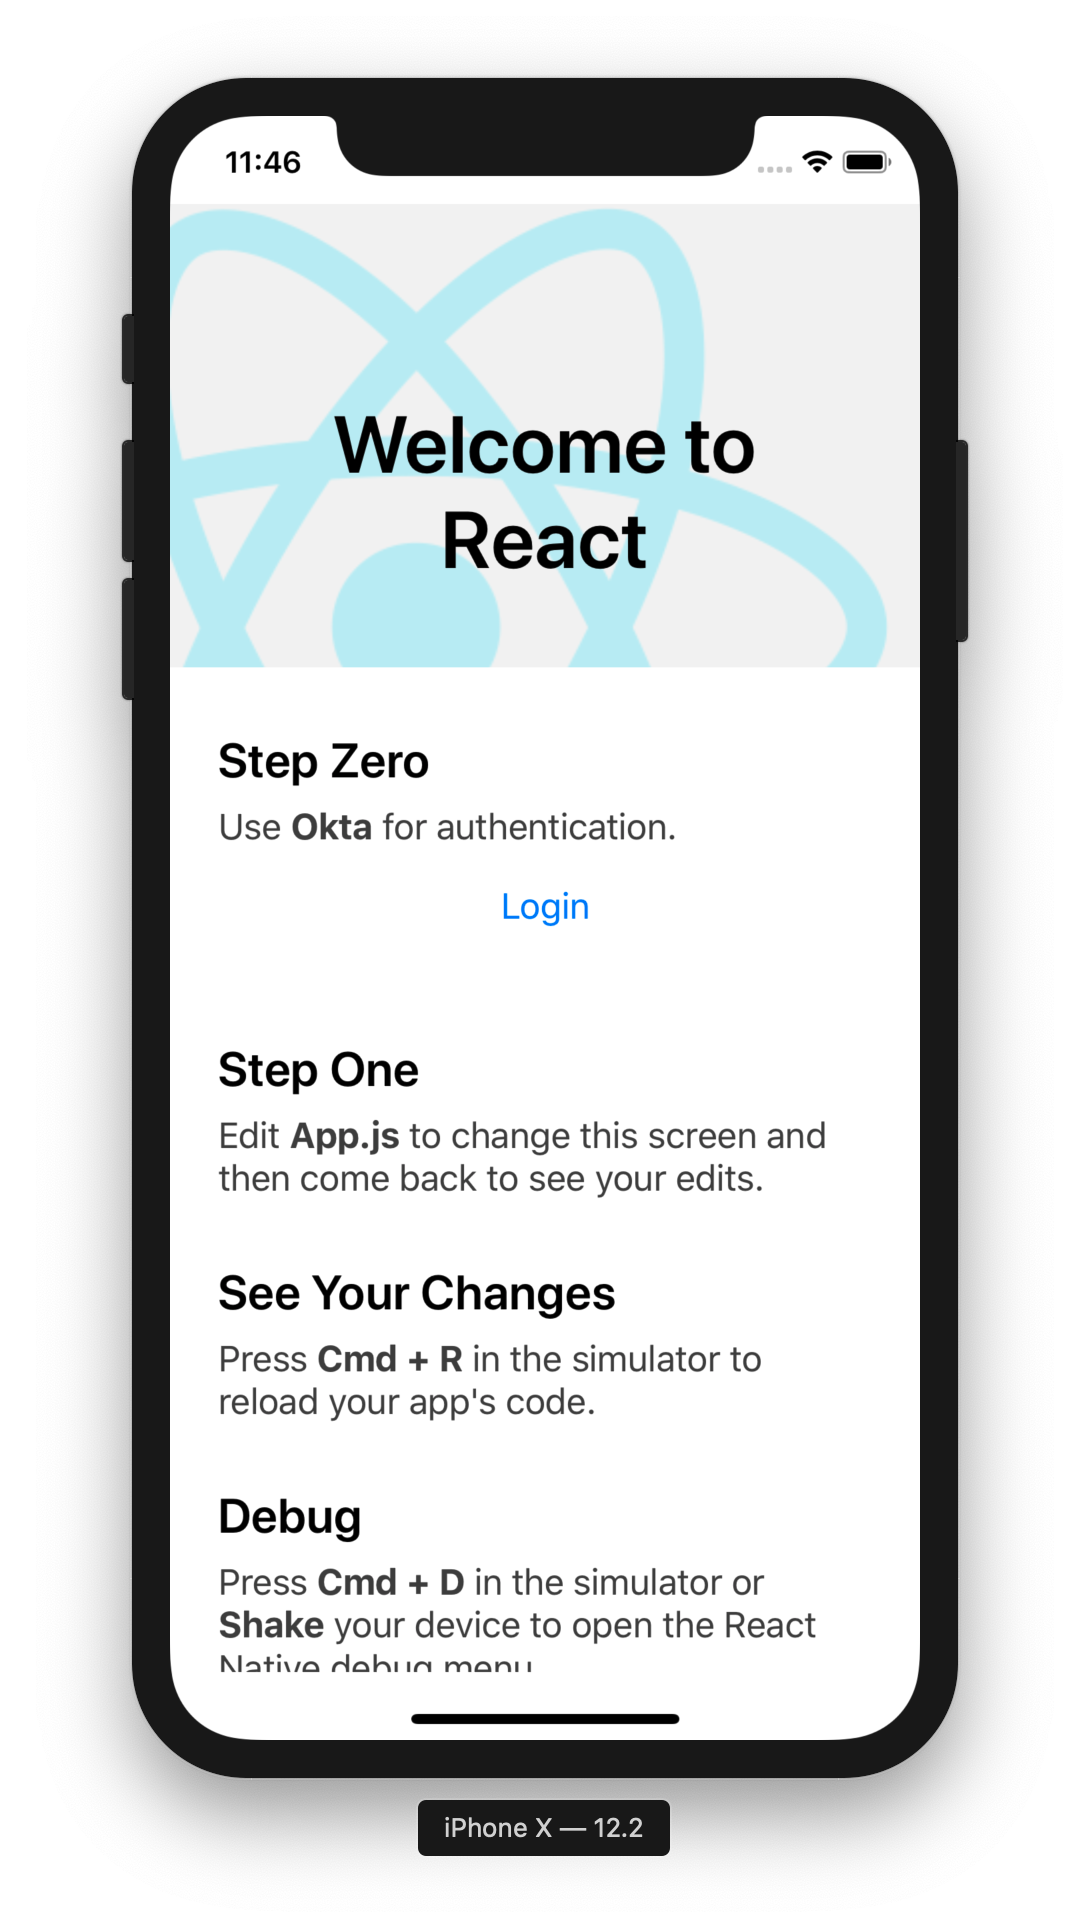 11:46
Welcome to
React
Step Zero
Use Okta for authentication.
Login
Step One
Edit App.js to change this screen and
then come back to see your edits.
See Your Changes
Press Cmd + R in the simulator to
reload your app's code.
Debug
Press Cmd + D in the simulator or
Shake your device to open the React
Native debug menu
iPhone X — 12.2